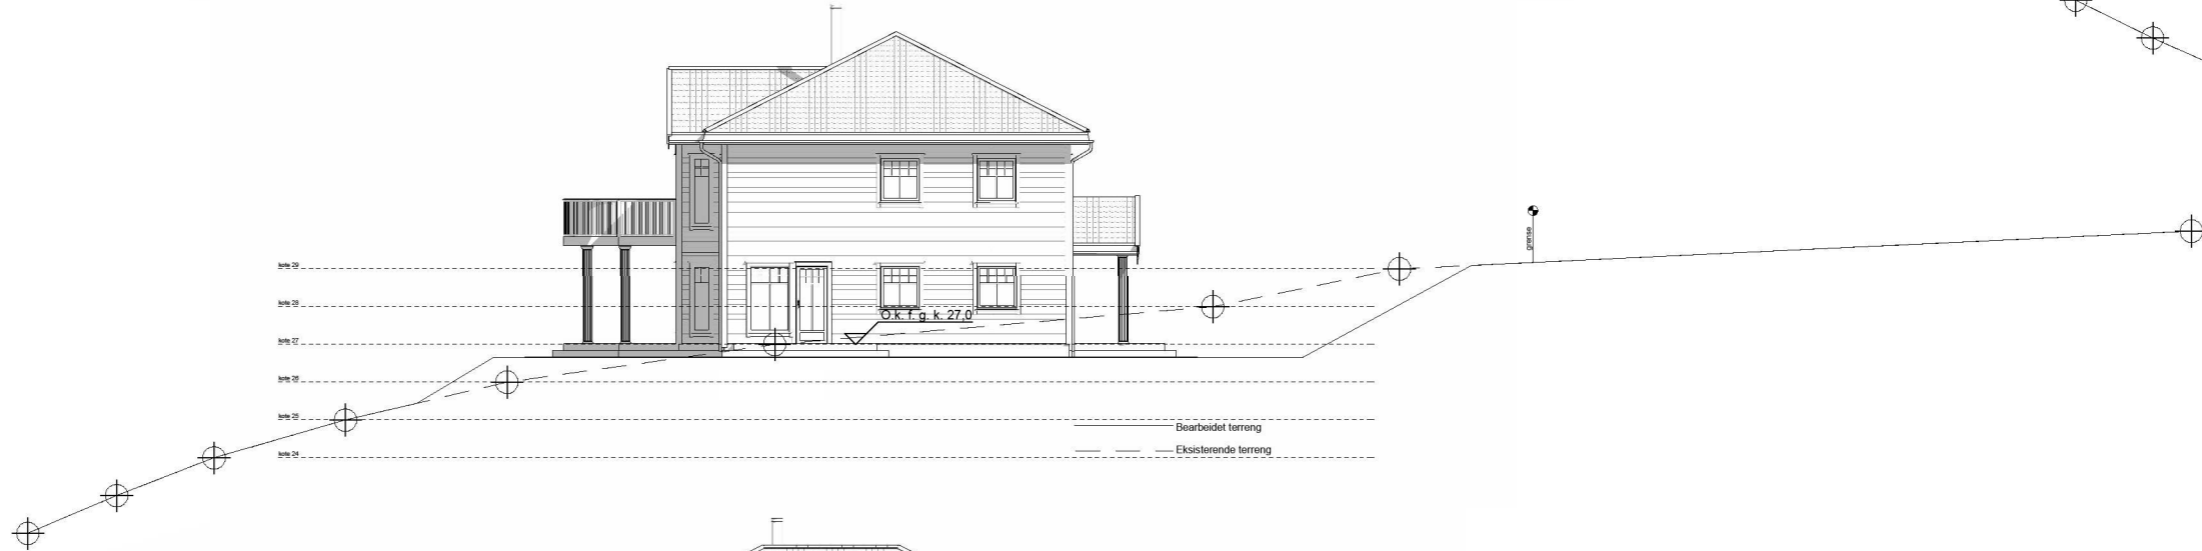 grense
kote 29
kote 28
O.k. f. g. k. 27,0
kote 27
kote 26
kote 25
Bearbeidet terreng
Eksisterende terreng
kote 24